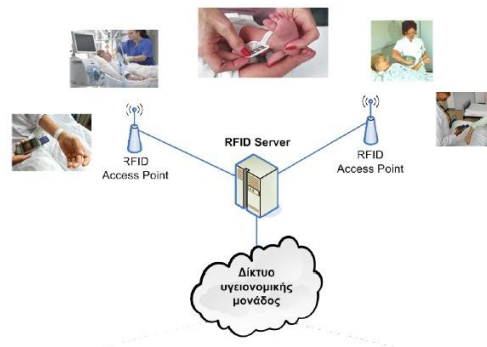 RFID Server
RFID
Access Point
RFID
Access Point
Δίκτυο
υγειονομικής
μονάδος